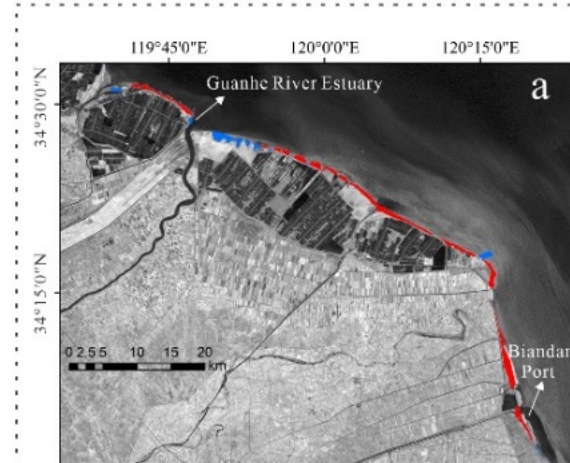 119°45'0"E 120°0'0"E 120°15'0"E
34°30'0"N
Guanhe River Estuary
a
34°15'0"N
0 2.5 5 10 15 20
km
Biandan
Port